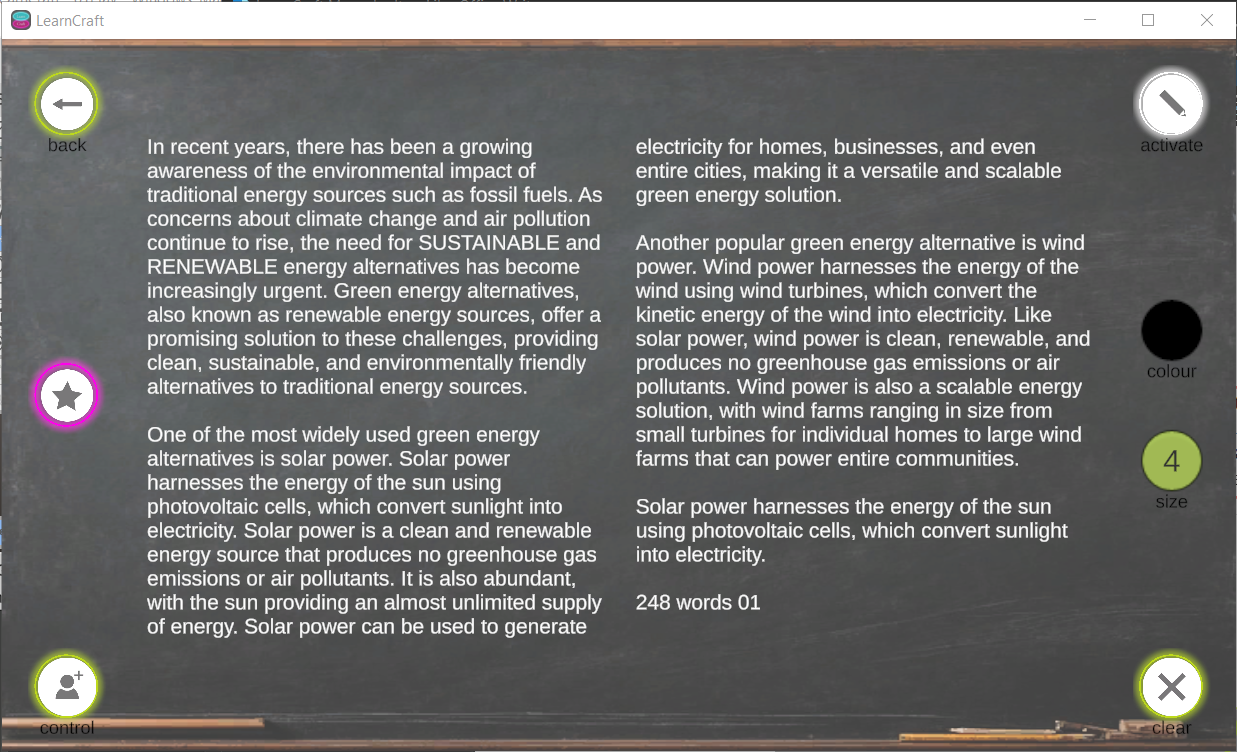 LearnCraft
back
activate
In recent years, there has been a growing
awareness of the environmental impact of
traditional energy sources such as fossil fuels. As
concerns about climate change and air pollution
continue to rise, the need for SUSTAINABLE and
RENEWABLE energy alternatives has become
increasingly urgent. Green energy alternatives,
also known as renewable energy sources, offer a
promising solution to these challenges, providing
clean, sustainable, and environmentally friendly
alternatives to traditional energy sources.
One of the most widely used green energy
alternatives is solar power. Solar power
harnesses the energy of the sun using
photovoltaic cells, which convert sunlight into
electricity. Solar power is a clean and renewable
energy source that produces no greenhouse gas
emissions or air pollutants. It is also abundant,
with the sun providing an almost unlimited supply
of energy. Solar power can be used to generate
electricity for homes, businesses, and even
entire cities, making it a versatile and scalable
green energy solution.
Another popular green energy alternative is wind
power. Wind power harnesses the energy of the
wind using wind turbines, which convert the
kinetic energy of the wind into electricity. Like
solar power, wind power is clean, renewable, and
produces no greenhouse gas emissions or air
pollutants. Wind power is also a scalable energy
solution, with wind farms ranging in size from
small turbines for individual homes to large wind
farms that can power entire communities.
Solar power harnesses the energy of the sun
using photovoltaic cells, which convert sunlight
into electricity.
248 words 01
colour
4
size
control
clear